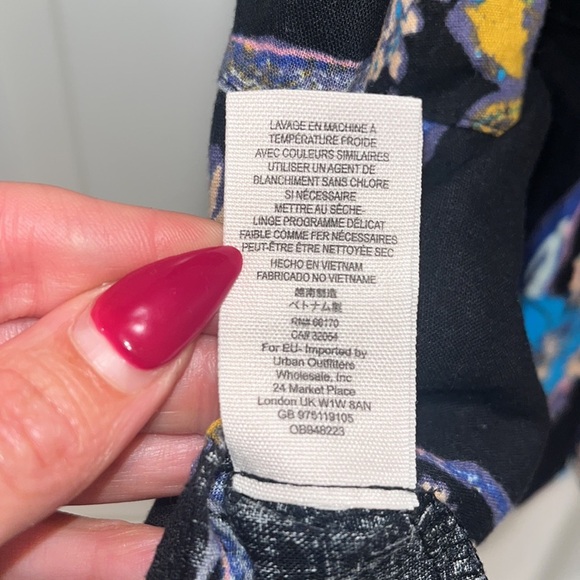 LAVAGE EN MACHINE A
TEMPÉRATURE FROIDE
AVEC COULEURS SIMILAIRES
UTILISER UN AGENT DE
BLANCHIMENT SANS CHLORE
SI NÉCESSAIRE
METTRE AU SÈCHE-
LINGE PROGRAMME DÉLICAT
FAIBLE COMME FER NÉCESSAIRES
PEUT-ÊTRE ÊTRE NETTOYÉE SEC
HECHO EN VIETNAM
FABRICADO NO VIETNAME
越南製造
ベトナム製
RN# 66170
CA# 32054
For EU- Imported by
Urban Outfitters
Wholesale, Inc
24 Market Place
London UK W1W 8AN
GB 976119105
OB948223